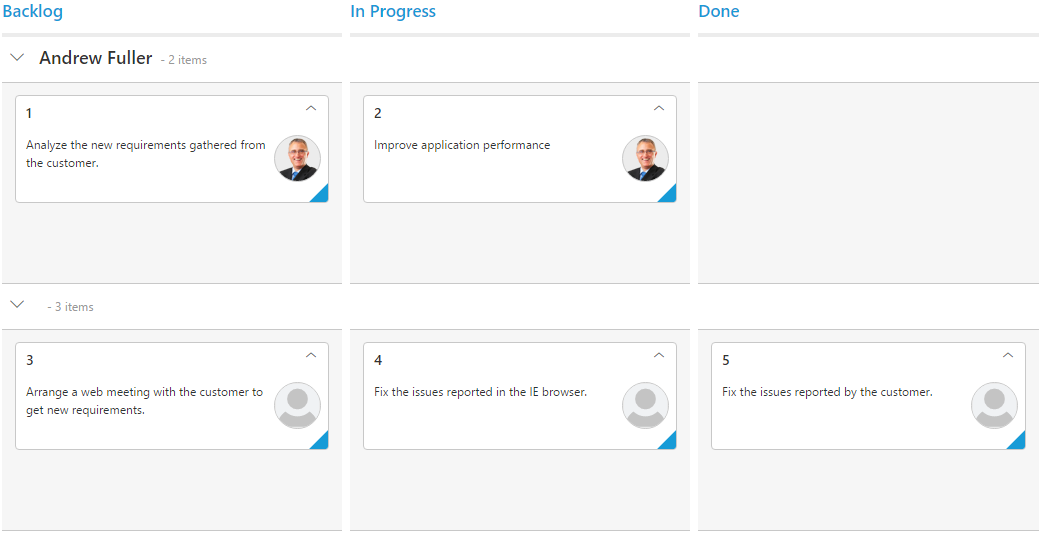 Backlog In Progress Done
Andrew Fuller - 2 items
1
Analyze the new requirements gathered from
the customer.
2
Improve application performance
- 3 items
3
Arrange a web meeting with the customer to
get new requirements.
4
Fix the issues reported in the IE browser.
5
Fix the issues reported by the customer.